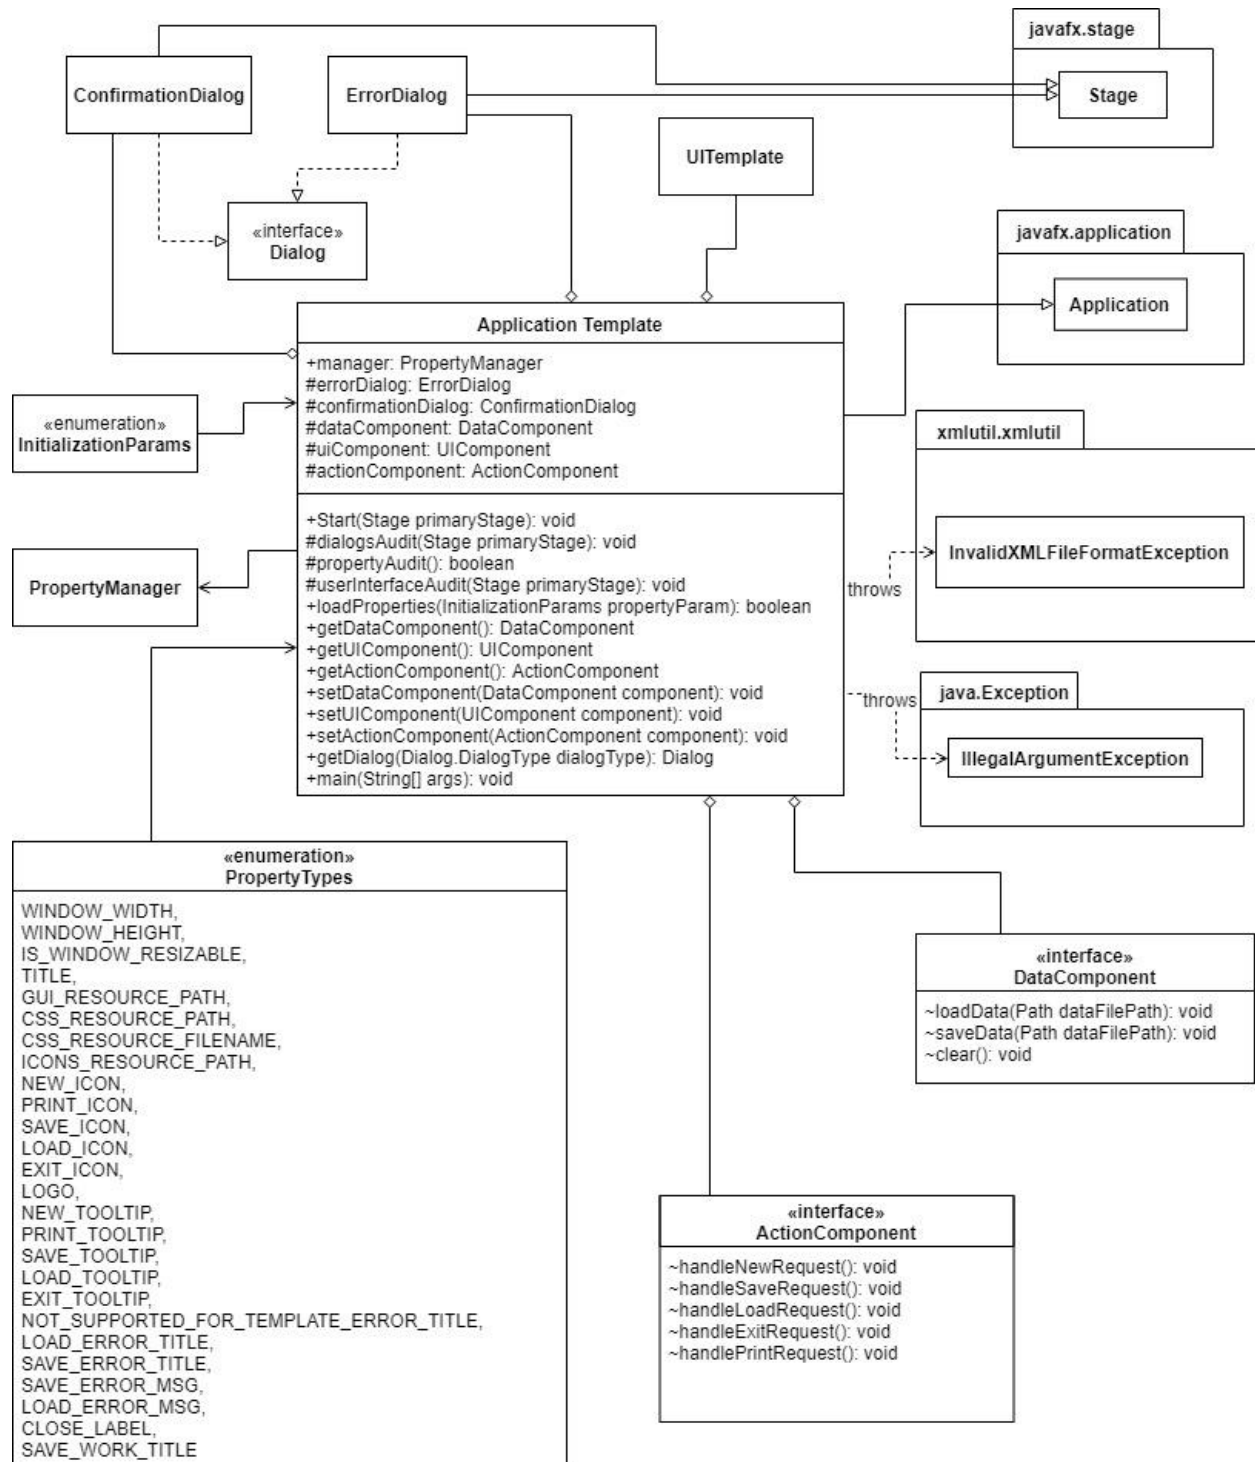 javafx.stage
Stage
ConfirmationDialog
ErrorDialog
UITemplate
«interface»
Dialog
javafx.application
Application
Application Template
+manager: PropertyManager
#errorDialog: ErrorDialog
#confirmationDialog: ConfirmationDialog
#dataComponent: DataComponent
#uiComponent: UIComponent
#actionComponent: ActionComponent
+Start(Stage primaryStage): void
#dialogsAudit(Stage primaryStage): void
#propertyAudit(): boolean
#userInterfaceAudit(Stage primaryStage): void
+loadProperties(InitializationParams propertyParam): boolean
+getDataComponent(): DataComponent
+getUIComponent(): UIComponent
+getActionComponent(): ActionComponent
+setDataComponent(DataComponent component): void
+setUIComponent(UIComponent component): void
+setActionComponent(ActionComponent component): void
+getDialog(Dialog.DialogType dialogType): Dialog
+main(String[] args): void
«enumeration»
InitializationParams
PropertyManager
xmlutil.xmlutil
InvalidXMLFileFormatException
throws
java.Exception
throws
IllegalArgumentException
«enumeration»
PropertyTypes
WINDOW_WIDTH,
WINDOW_HEIGHT,
IS_WINDOW_RESIZABLE,
TITLE,
GUI_RESOURCE_PATH,
CSS_RESOURCE_PATH,
CSS_RESOURCE_FILENAME,
ICONS_RESOURCE_PATH,
NEW_ICON,
PRINT_ICON,
SAVE_ICON,
LOAD_ICON,
EXIT_ICON,
LOGO,
NEW_TOOLTIP,
PRINT_TOOLTIP,
SAVE_TOOLTIP,
LOAD_TOOLTIP,
EXIT_TOOLTIP,
NOT_SUPPORTED_FOR_TEMPLATE_ERROR_TITLE,
LOAD_ERROR_TITLE,
SAVE_ERROR_TITLE,
SAVE_ERROR_MSG,
LOAD_ERROR_MSG,
CLOSE_LABEL,
SAVE_WORK_TITLE
«interface»
DataComponent
~loadData(Path dataFilePath): void
~saveData(Path dataFilePath): void
~clear(): void
«interface»
ActionComponent
~handleNewRequest(): void
~handleSaveRequest(): void
~handleLoadRequest(): void
~handleExitRequest(): void
~handlePrintRequest(): void